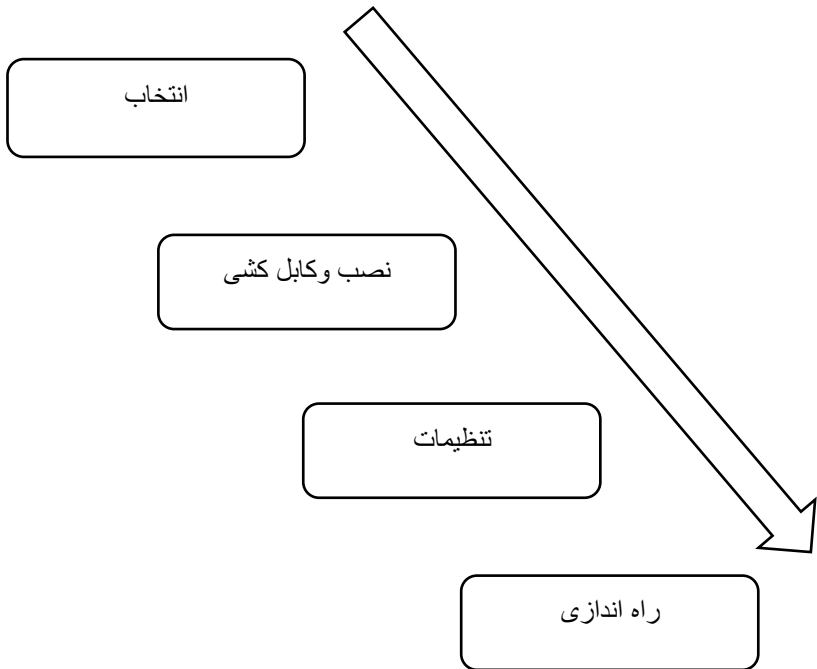 انتخاب
نصب وکابل کشی
تنظیمات
راه اندازی